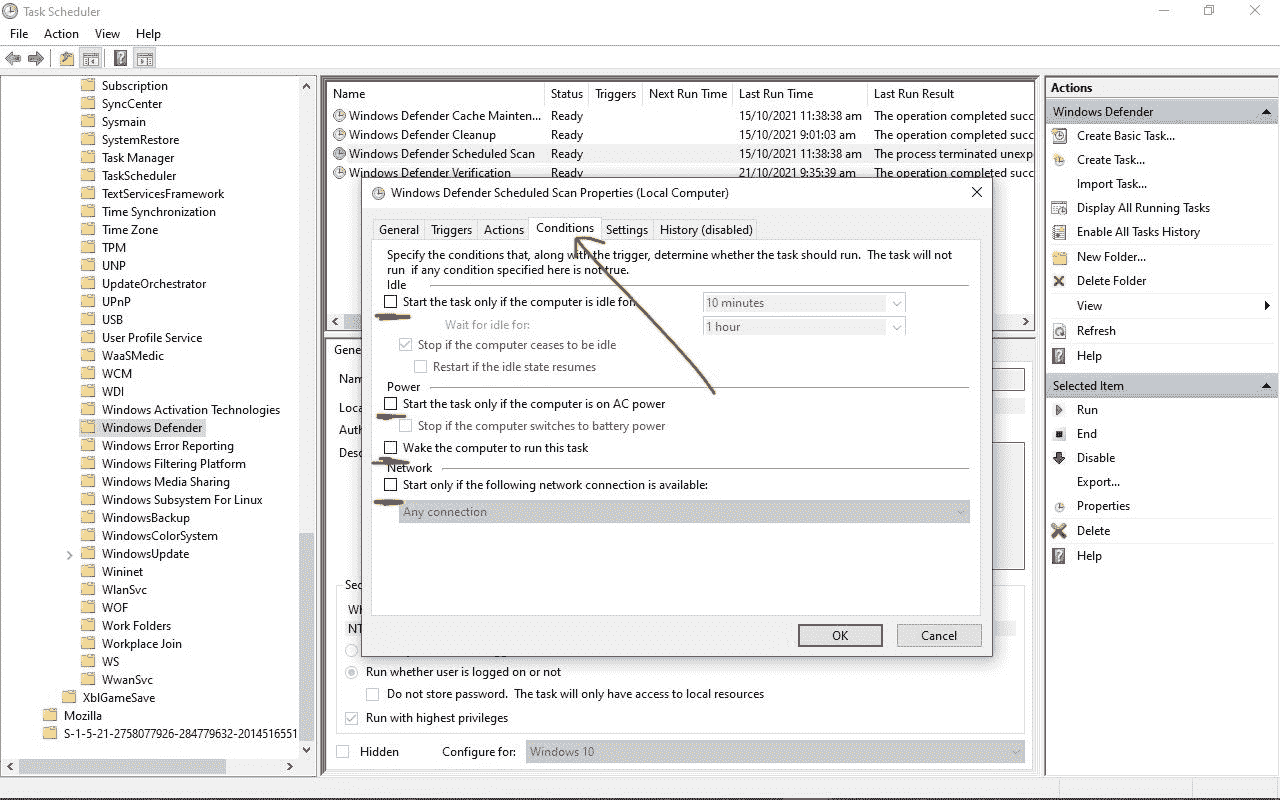 Task Scheduler
File Action View Help
Subscription
SyncCenter
Sysmain
SystemRestore
Task Manager
TaskScheduler
TextServicesFramework
Time Synchronization
Time Zone
TPM
UNP
UpdateOrchestrator
UPnP
USB
User Profile Service
WaaSMedic
WCM
WDI
Windows Activation Technologies
Windows Defender
Windows Error Reporting
Windows Filtering Platform
Windows Media Sharing
Windows Subsystem For Linux
WindowsBackup
WindowsColorSystem
WindowsUpdate
Wininet
WlanSvc
WOF
Work Folders
Workplace Join
WS
WwanSvc
XblGameSave
Mozilla
S-1-5-21-2758077926-284779632-2014516551
Name Status Triggers Next Run Time Last Run Time Last Run Result
Windows Defender Cache Mainten... Ready 15/10/2021 11:38:38 am The operation completed succ
Windows Defender Cleanup Ready 15/10/2021 9:01:03 am The operation completed succ
Windows Defender Scheduled Scan Ready 15/10/2021 11:38:38 am The process terminated unexp
Windows Defender Verification Ready 21/10/2021 9:35:39 am The operation completed succ
Windows Defender Scheduled Scan Properties (Local Computer)
General Triggers Actions Conditions Settings History (disabled)
Specify the conditions that, along with the trigger, determine whether the task should run. The task will not
run if any condition specified here is not true.
Idle
Start the task only if the computer is idle for: 10 minutes
Wait for idle for: 1 hour
Stop if the computer ceases to be idle
Restart if the idle state resumes
Power
Start the task only if the computer is on AC power
Stop if the computer switches to battery power
Wake the computer to run this task
Network
Start only if the following network connection is available:
Any connection
OK Cancel
Gene
Nam
Loca
Auth
Desc
Sec
Wh
NT
Run whether user is logged on or not
Do not store password. The task will only have access to local resources
Run with highest privileges
Hidden Configure for: Windows 10
Actions
Windows Defender
Create Basic Task...
Create Task...
Import Task...
Display All Running Tasks
Enable All Tasks History
New Folder...
Delete Folder
View
Refresh
Help
Selected Item
Run
End
Disable
Export...
Properties
Delete
Help